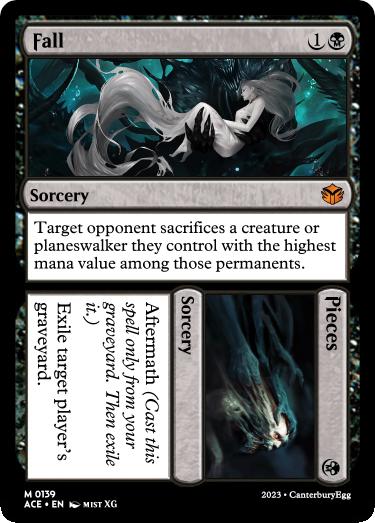 Fall 1
Sorcery
Target opponent sacrifices a creature or
planeswalker they control with the highest
mana value among those permanents.
Pieces
Sorcery
Aftermath (Cast this
spell only from your
graveyard. Then exile
it.)
Exile target player's
graveyard.
M 0139
ACE • EN MIST XG
2023 • CanterburyEgg